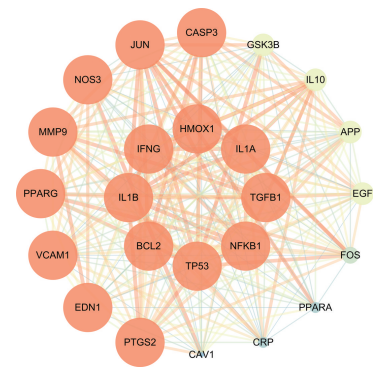 CASP3
JUN
GSK3B
NOS3
IL10
HMOX1
MMP9
APP
IFNG
IL1A
PPARG
IL1B
TGFB1
EGF
BCL2
NFKB1
VCAM1
FOS
TP53
EDN1
PPARA
PTGS2
CRP
CAV1